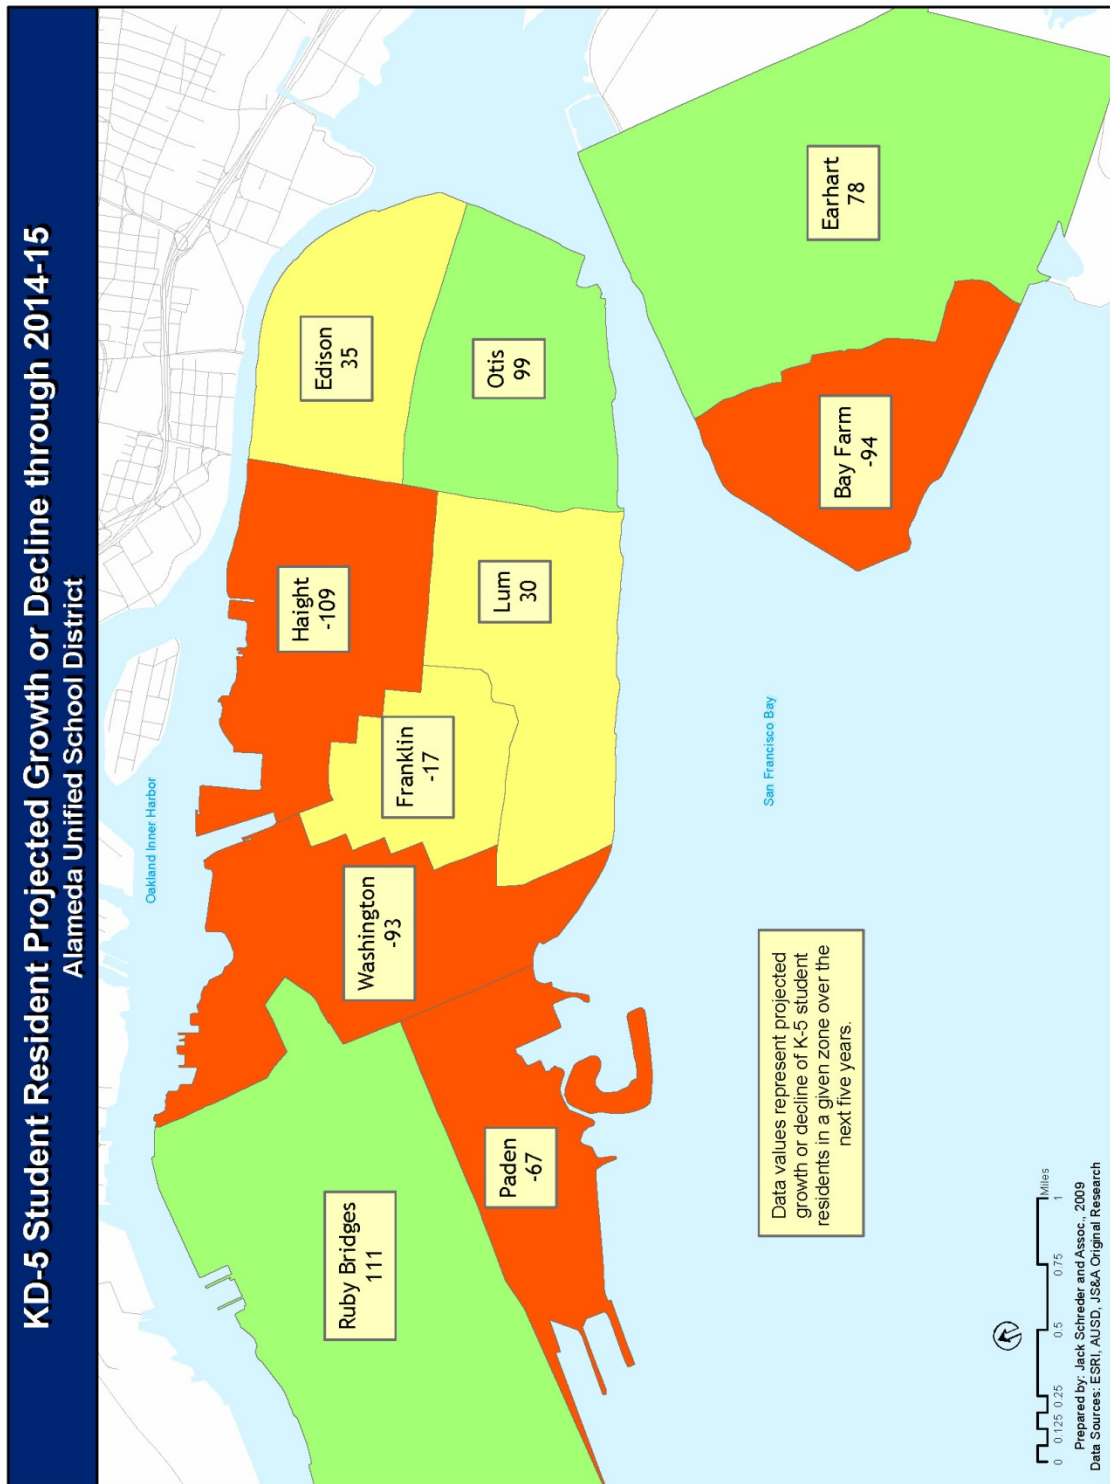 KD-5 Student Resident Projected Growth or Decline through 2014-15
Alameda Unified School District
Oakland Inner Harbor
Ruby Bridges
111
Washington
-93
Haight
-109
Edison
35
Franklin
-17
Paden
-67
Lum
30
Otis
99
Bay Farm
-94
Earhart
78
San Francisco Bay
Data values represent projected
growth or decline of K-5 student
residents in a given zone over the
next five years.
Miles
0 0.125 0.25 0.5 0.75 1
Prepared by: Jack Schreder and Assoc., 2009
Data Sources: ESRI, AUSD, JS&A Original Research